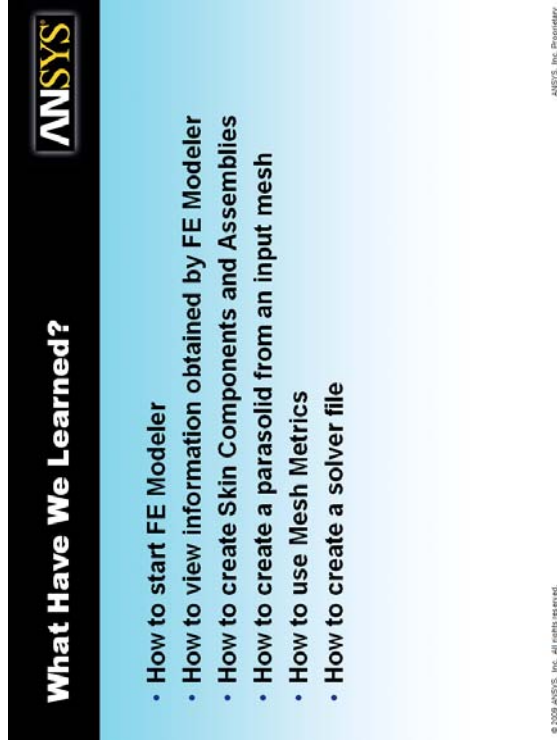 What Have We Learned?
ANSYS
• How to start FE Modeler
• How to view information obtained by FE Modeler
• How to create Skin Components and Assemblies
• How to create a parasolid from an input mesh
• How to use Mesh Metrics
• How to create a solver file
© 2009 ANSYS, Inc. All rights reserved.
ANSYS, Inc. Proprietary